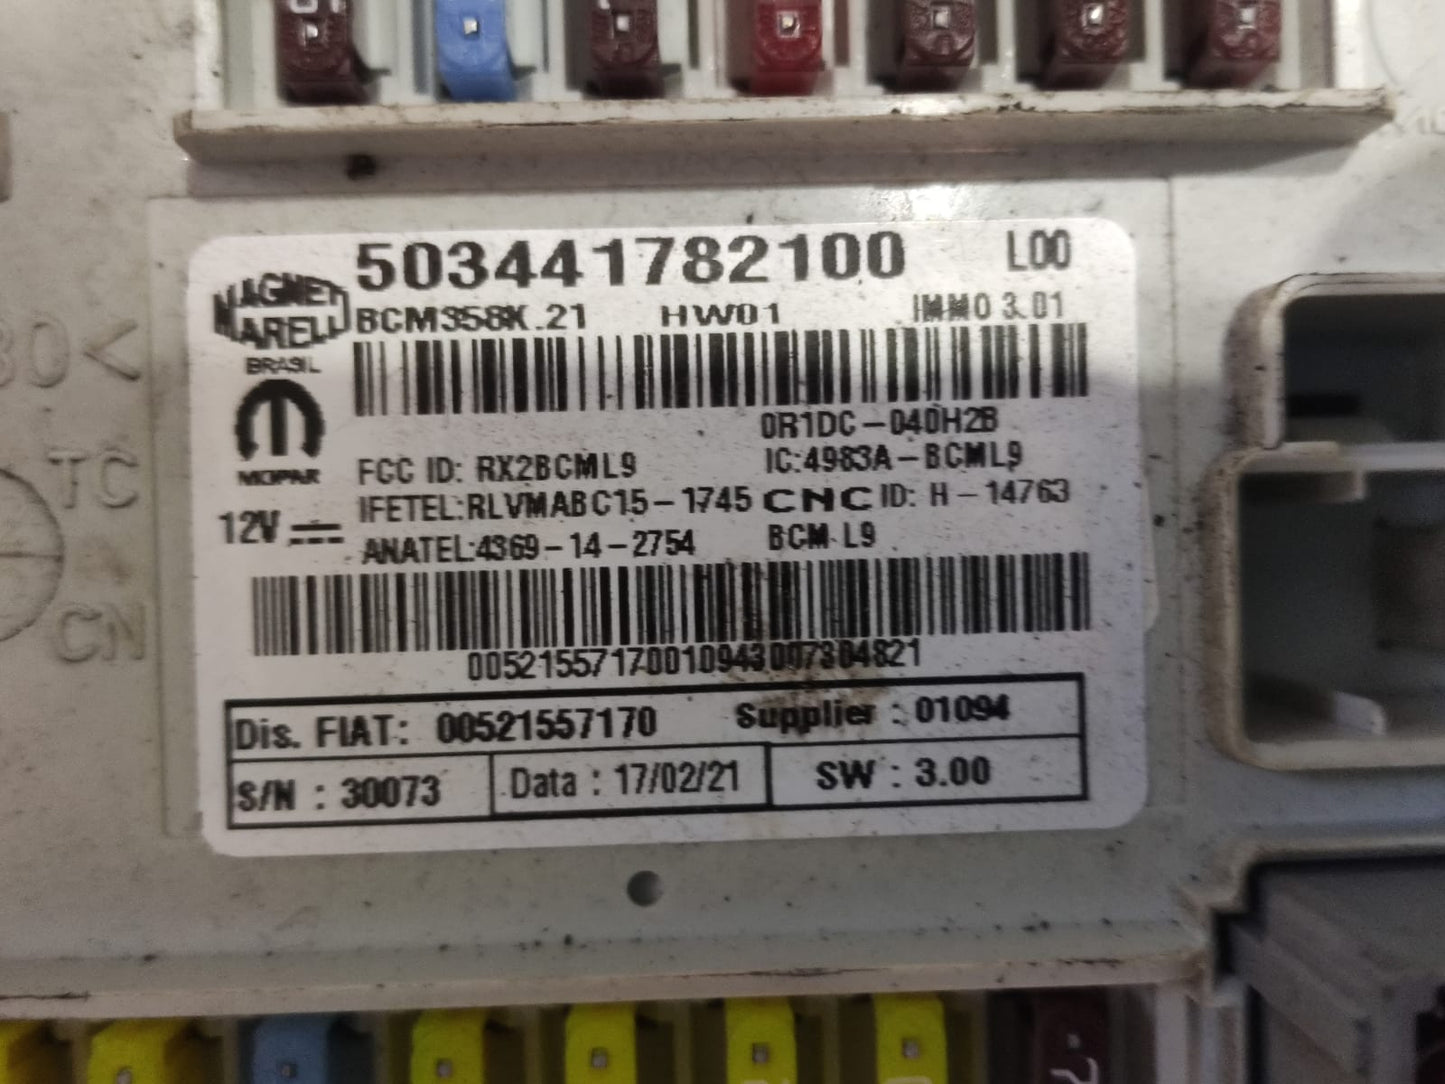 503441782100 L00
MAGNETI MARELLI
BCM358K.21 HW01 IMMO 3.01
BRASIL
0R1DC-040H2B
MOPAR
FCC ID: RX2BCML9 IC:4983A-BCML9
IFETEL:RLVMABC15-1745 CNC ID: H-14763
12V
ANATEL:4369-14-2754 BCM L9
00521557170010943007304821
Dis. FIAT: 00521557170 Supplier : 01094
S/N : 30073 Data : 17/02/21 SW : 3.00
TC
CN